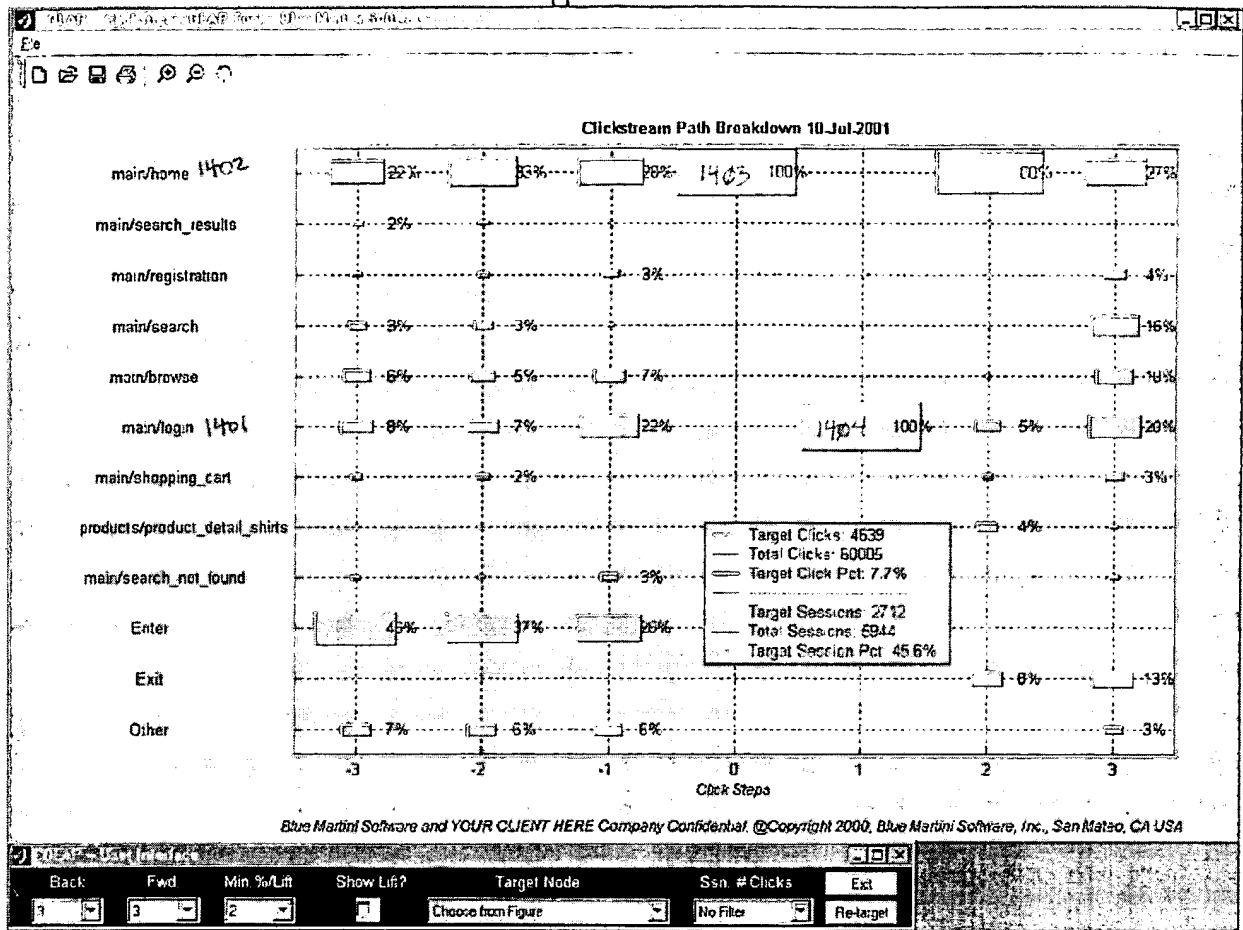 File
Clickstream Path Breakdown 10-Jul-2001
main/home 1402 22% 33% 28% 1403 100% 27%
main/search_results 2%
main/registration 3% 4%
main/search 3% 3% 16%
main/browse 6% 5% 7%
main/login 1401 8% 7% 22% 1404 100% 5% 20%
main/shopping_cart 2% 3%
products/product_detail_shirts 4%
Target Clicks: 4639
Total Clicks: 60005
main/search_not_found 3% Target Click Pct: 7.7%
Target Sessions: 2712
Enter 45% 37% 26% Total Sessions: 5944
Target Session Pct: 45.6%
Exit 8% 13%
Other 7% 6% 6% 3%
-3 -2 -1 0 1 2 3
Click Steps
Blue Martini Software and YOUR CLIENT HERE Company Confidential. @Copyright 2000, Blue Martini Software, Inc., San Mateo, CA USA
Back Fwd Min. %/Lift Show Lift? Target Node Ssn. # Clicks Exit
3 3 2 Choose from Figure No Filter Re-target